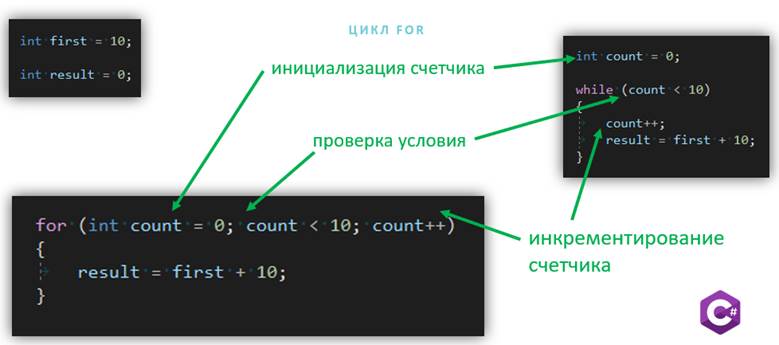 ЦИКЛ FOR
int first = 10;
int result = 0;
инициализация счетчика
int count = 0;
while (count < 10)
{
count++;
result = first + 10;
}
проверка условия
for (int count = 0; count < 10; count++)
{
result = first + 10;
}
инкрементирование
счетчика
C#